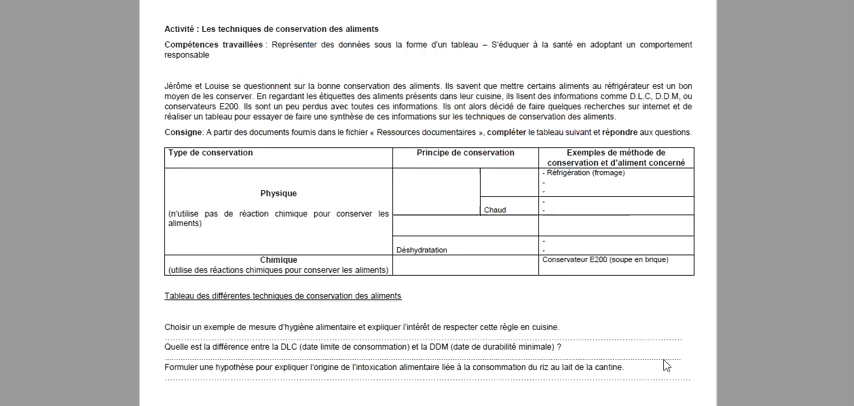 Activité : Les techniques de conservation des aliments
Compétences travaillées : Représenter des données sous la forme d'un tableau – S'éduquer à la santé en adoptant un comportement
responsable
Jérôme et Louise se questionnent sur la bonne conservation des aliments. Ils savent que mettre certains aliments au réfrigérateur est un bon
moyen de les conserver. En regardant les étiquettes des aliments présents dans leur cuisine, ils lisent des informations comme D.L.C, D.D.M, ou
conservateurs E200. Ils sont un peu perdus avec toutes ces informations. Ils ont alors décidé de faire quelques recherches sur internet et de
réaliser un tableau pour essayer de faire une synthèse de ces informations sur les techniques de conservation des aliments.
Consigne: A partir des documents fournis dans le fichier « Ressources documentaires », compléter le tableau suivant et répondre aux questions.
Type de conservation
Principe de conservation
Exemples de méthode de
conservation et d'aliment concerné
Physique
(n'utilise pas de réaction chimique pour conserver les
aliments)
- Réfrigération (fromage)
-
-
Chaud
-
-
Déshydratation
-
-
Chimique
(utilise des réactions chimiques pour conserver les aliments)
Conservateur E200 (soupe en brique)
Tableau des différentes techniques de conservation des aliments
Choisir un exemple de mesure d'hygiène alimentaire et expliquer l'intérêt de respecter cette règle en cuisine.
Quelle est la différence entre la DLC (date limite de consommation) et la DDM (date de durabilité minimale) ?
Formuler une hypothèse pour expliquer l'origine de l'intoxication alimentaire liée à la consommation du riz au lait de la cantine.